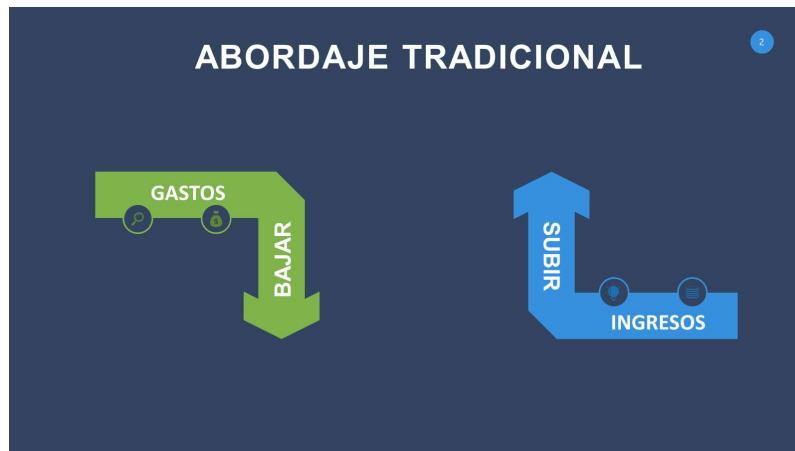 ABORDAJE TRADICIONAL
2
GASTOS
BAJAR
SUBIR
INGRESOS